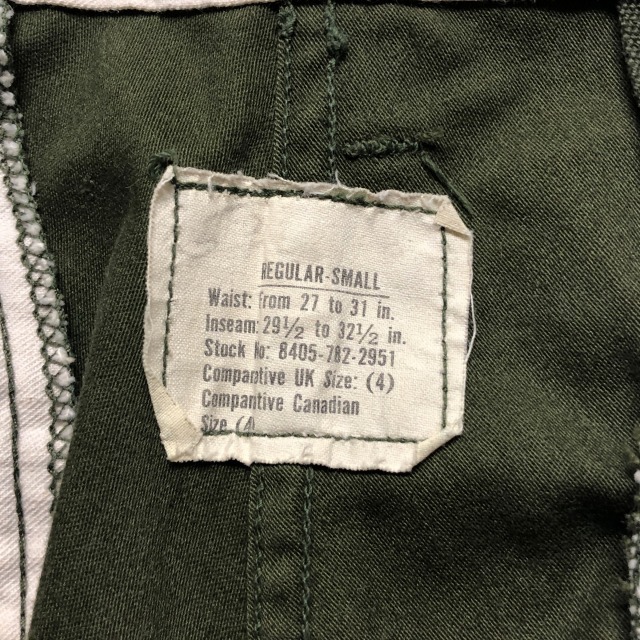 REGULAR-SMALL
Waist: from 27 to 31 in.
Inseam: 29½ to 32½ in.
Stock No: 8405-782-2951
Compantive UK Size: (4)
Compantive Canadian
Size (4